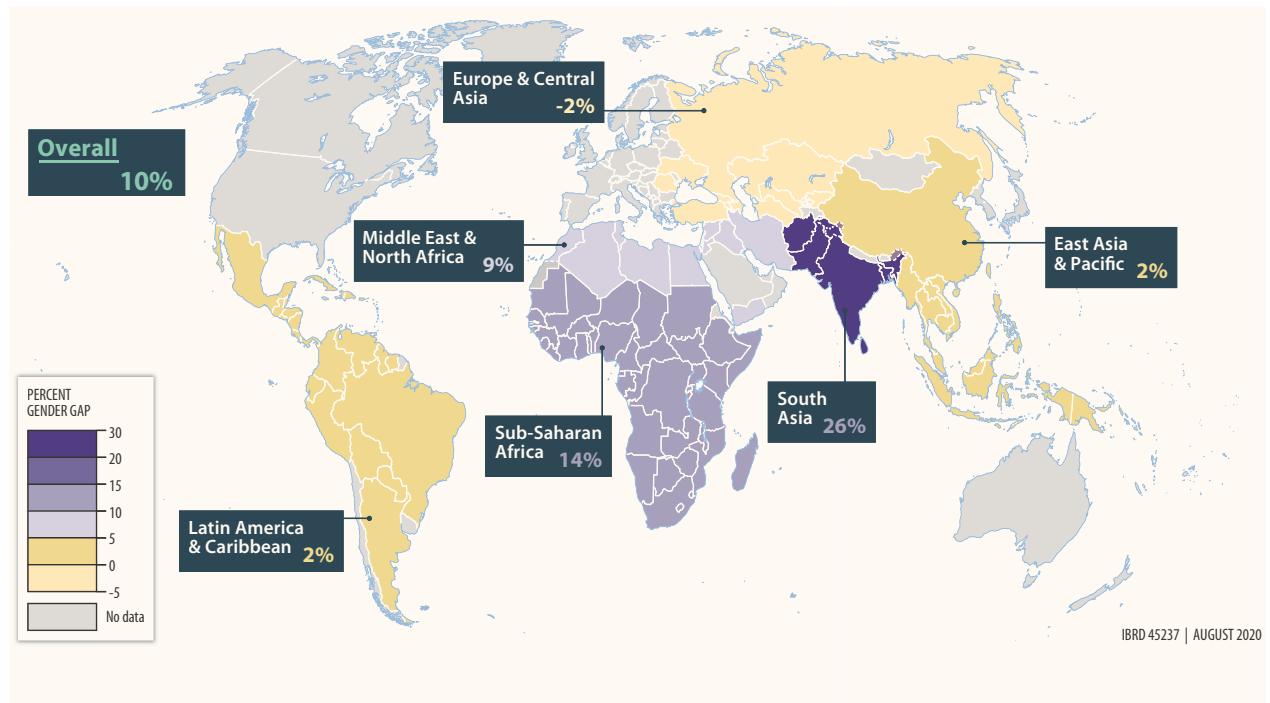 Europe & Central
Asia
-2%
Overall
10%
Middle East &
North Africa 9%
East Asia
& Pacific 2%
South
Asia 26%
Sub-Saharan
Africa 14%
Latin America
& Caribbean 2%
PERCENT
GENDER GAP
30
20
15
10
5
0
-5
No data
IBRD 45237 | AUGUST 2020